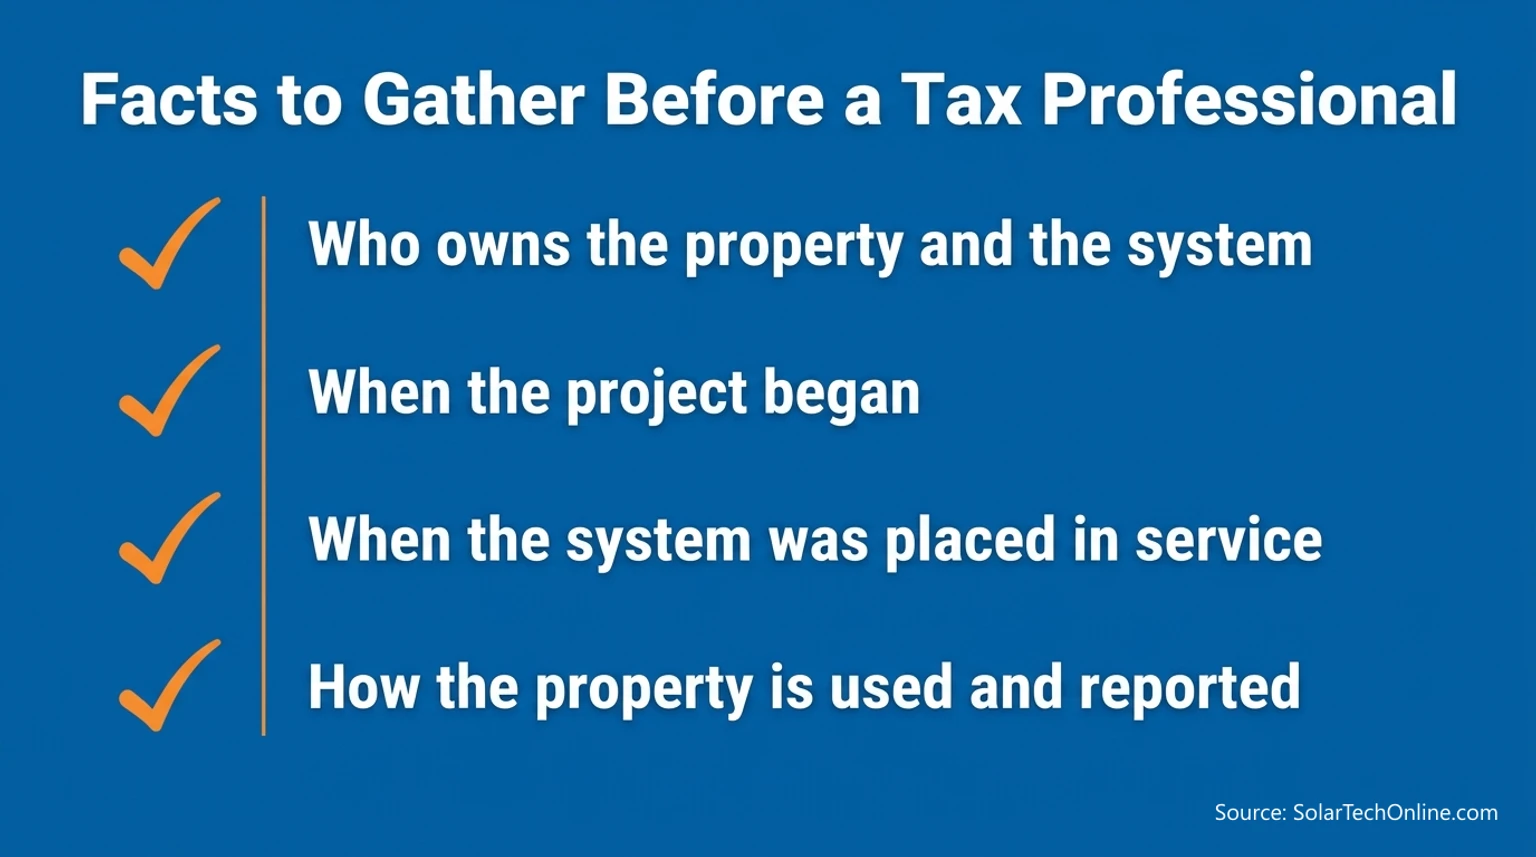 Facts to Gather Before a Tax Professional
Who owns the property and the system
When the project began
When the system was placed in service
How the property is used and reported
Source: SolarTechOnline.com